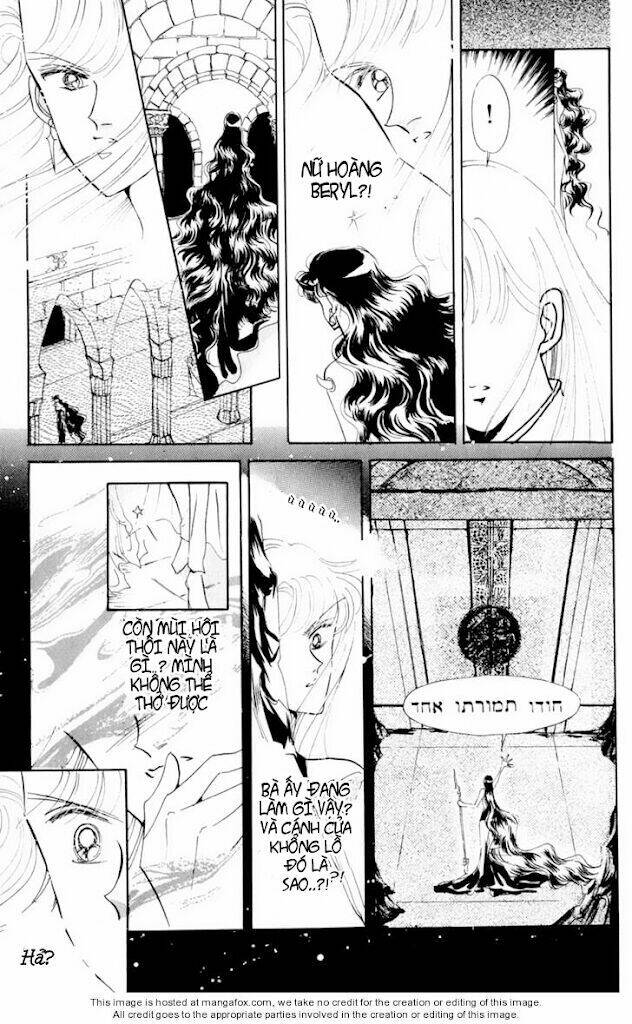 !
NỮ HOÀNG
BERYL?!
חודו תמורתו אחד
ù ù ù ù ù..
BÀ ẤY ĐANG
LÀM GÌ VẬY?
VÀ CÁNH CỬA
KHỔNG LỒ
ĐÓ LÀ
SAO..?!?!
CÒN MÙI HÔI
THỐI NÀY LÀ
GÌ..? MÌNH
KHÔNG THỂ
THỞ ĐƯỢC
Hả?
This image is hosted at mangafox.com, we take no credit for the creation or editing of this image.
All credit goes to the appropriate parties involved in the creation or editing of this image.